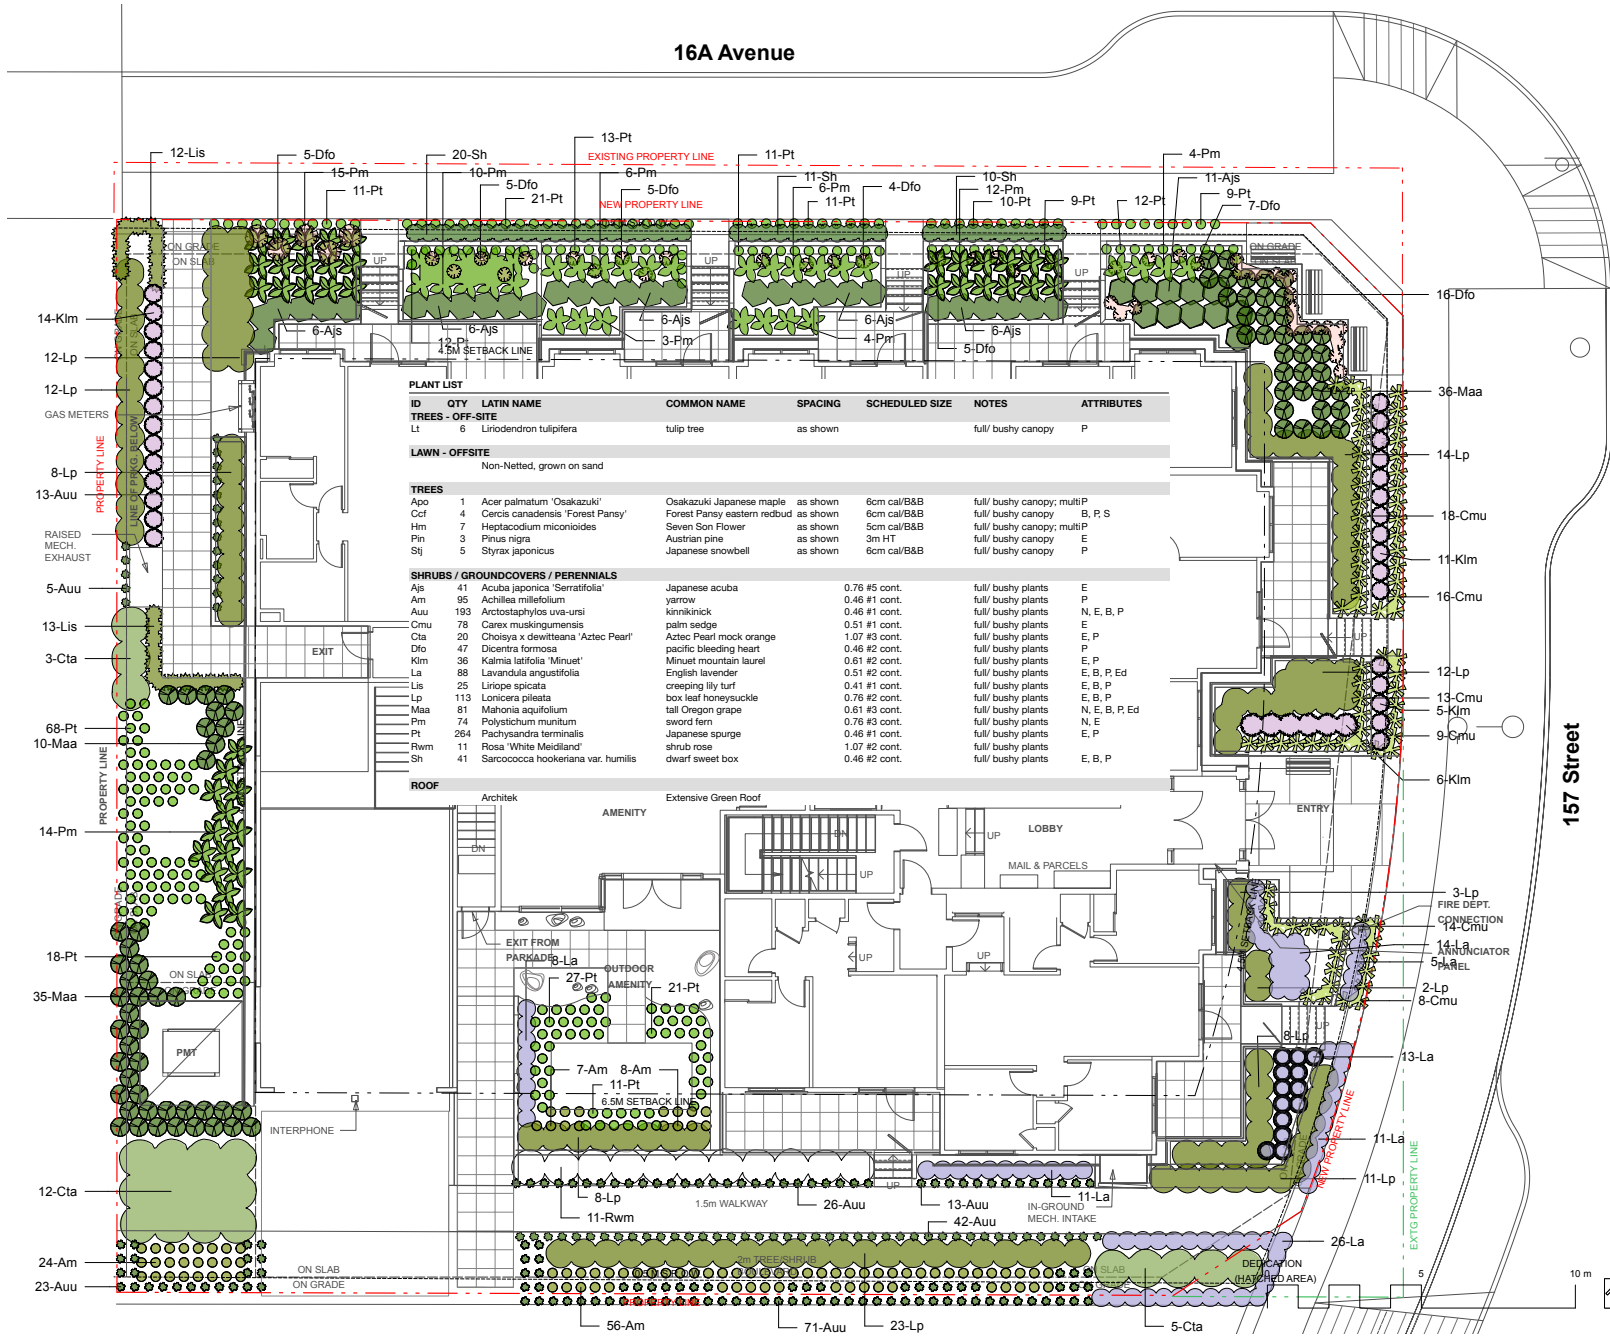 16A Avenue
13-Pt
12-Lis
5-Dfo
20-Sh
EXISTING PROPERTY LINE
11-Pt
4-Pm
15-Pm
10-Pm
6-Pm
11-Sh
10-Sh
11-Ajs
11-Pt
5-Dfo
5-Dfo
6-Pm
4-Dfo
12-Pm
9-Pt
21-Pt
NEW PROPERTY LINE
11-Pt
10-Pt
9-Pt
12-Pt
7-Dfo
ON GRADE
ON SLAB
UP
UP
UP
ON GRADE
16-Dfo
14-Klm
6-Ajs
6-Ajs
6-Ajs
6-Ajs
6-Ajs
3-Pm
4-Pm
5-Dfo
4.5M SETBACK LINE
12-Lp
12-Lp
36-Maa
GAS METERS
PROPERTY LINE
LINE OF PRKG. BELOW
8-Lp
13-Auu
14-Lp
18-Cmu
RAISED
MECH.
EXHAUST
11-Klm
5-Auu
16-Cmu
13-Lis
UP
3-Cta
EXIT
12-Lp
13-Cmu
5-Klm
68-Pt
9-Cmu
10-Maa
PROPERTY LINE
6-Klm
157 Street
PLANT LIST
ID QTY LATIN NAME COMMON NAME SPACING SCHEDULED SIZE NOTES ATTRIBUTES
TREES - OFF-SITE
Lt 6 Liriodendron tulipifera tulip tree as shown full/ bushy canopy P
LAWN - OFFSITE
Non-Netted, grown on sand
TREES
Apo 1 Acer palmatum 'Osakazuki' Osakazuki Japanese maple as shown 6cm cal/B&B full/ bushy canopy; multi P
Ccf 4 Cercis canadensis 'Forest Pansy' Forest Pansy eastern redbud as shown 6cm cal/B&B full/ bushy canopy B, P, S
Hm 7 Heptacodium miconioides Seven Son Flower as shown 5cm cal/B&B full/ bushy canopy; multi P
Pin 3 Pinus nigra Austrian pine as shown 3m HT full/ bushy canopy E
Stj 5 Styrax japonicus Japanese snowbell as shown 6cm cal/B&B full/ bushy canopy P
SHRUBS / GROUNDCOVERS / PERENNIALS
Ajs 41 Acuba japonica 'Serratifolia' Japanese acuba 0.76 #5 cont. full/ bushy plants E
Am 95 Achillea millefolium yarrow 0.46 #1 cont. full/ bushy plants P
Auu 193 Arctostaphylos uva-ursi kinnikinick 0.46 #1 cont. full/ bushy plants N, E, B, P
Cmu 78 Carex muskingumensis palm sedge 0.51 #1 cont. full/ bushy plants E
Cta 20 Choisya x dewitteana 'Aztec Pearl' Aztec Pearl mock orange 1.07 #3 cont. full/ bushy plants E, P
Dfo 47 Dicentra formosa pacific bleeding heart 0.46 #2 cont. full/ bushy plants P
Klm 36 Kalmia latifolia 'Minuet' Minuet mountain laurel 0.61 #2 cont. full/ bushy plants E, P
La 88 Lavandula angustifolia English lavender 0.51 #2 cont. full/ bushy plants E, B, P, Ed
Lis 25 Liriope spicata creeping lily turf 0.41 #1 cont. full/ bushy plants E, B, P
Lp 113 Lonicera pileata box leaf honeysuckle 0.76 #2 cont. full/ bushy plants E, B, P
Maa 81 Mahonia aquifolium tall Oregon grape 0.61 #3 cont. full/ bushy plants N, E, B, P, Ed
Pm 74 Polystichum munitum sword fern 0.76 #3 cont. full/ bushy plants N, E
Pt 264 Pachysandra terminalis Japanese spurge 0.46 #1 cont. full/ bushy plants E, P
Rwm 11 Rosa 'White Meidiland' shrub rose 1.07 #2 cont. full/ bushy plants
Sh 41 Sarcococca hookeriana var. humilis dwarf sweet box 0.46 #2 cont. full/ bushy plants E, B, P
ROOF
Architek Extensive Green Roof
AMENITY
LOBBY
ENTRY
14-Pm
DN
DN
UP
UP
MAIL & PARCELS
3-Lp
FIRE DEPT.
CONNECTION
14-Cmu
14-La
ANNUNCIATOR
PANEL
5-La
18-Pt
ON SLAB
EXIT FROM
PARKADE
8-La
OUTDOOR
AMENITY
27-Pt
21-Pt
UP
UP
2-Lp
8-Cmu
35-Maa
UP
PMT
8-Lp
13-La
7-Am
8-Am
11-Pt
6.5M SETBACK LINE
INTERPHONE
NEW PROPERTY LINE
11-La
EXT'G PROPERTY LINE
12-Cta
8-Lp
11-Rwm
1.5m WALKWAY
26-Auu
UP
13-Auu
11-La
IN-GROUND
MECH. INTAKE
11-Lp
42-Auu
26-La
24-Am
23-Auu
ON SLAB
ON GRADE
2m TREE/SHRUB
ON SLAB
DEDICATION
(HATCHED AREA)
0
5
10 m
PROPERTY LINE
56-Am
71-Auu
23-Lp
5-Cta